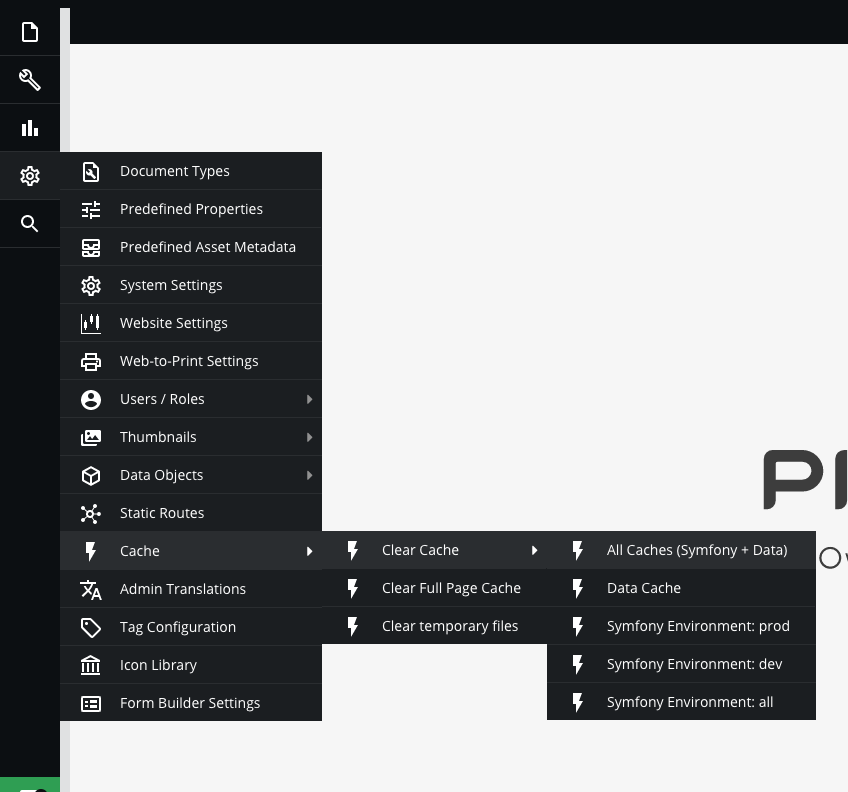 Document Types
Predefined Properties
Predefined Asset Metadata
System Settings
Website Settings
Web-to-Print Settings
Users / Roles
Thumbnails
Data Objects
Static Routes
Cache
Admin Translations
Tag Configuration
Icon Library
Form Builder Settings
Clear Cache
Clear Full Page Cache
Clear temporary files
All Caches (Symfony + Data)
Data Cache
Symfony Environment: prod
Symfony Environment: dev
Symfony Environment: all